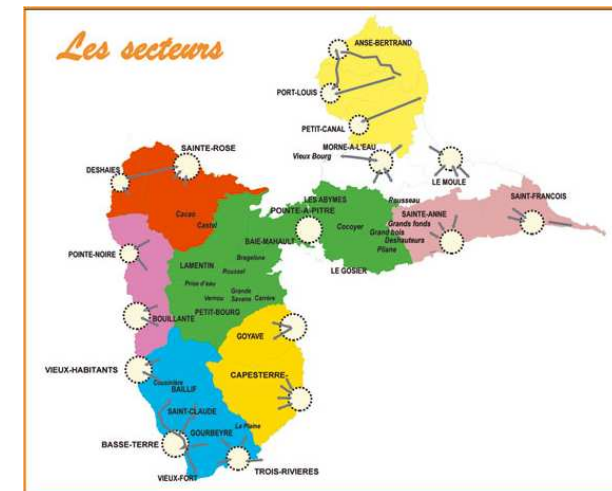 Les secteurs
ANSE-BERTRAND
PORT-LOUIS
PETIT-CANAL
MORNE-A-L'EAU
Vieux Bourg
LE MOULE
SAINTE-ROSE
DESHAIES
Cacao
Castel
LES ABYMES
POINTE-A-PITRE
Rousseau
SAINT-FRANCOIS
SAINTE-ANNE
Cocoyer
Grands fonds
Grand bois
Deshauteurs
Pliane
BAIE-MAHAULT
LE GOSIER
POINTE-NOIRE
LAMENTIN
Bragelone
Roussel
Prise d'eau
Grande
Savane
Vernou
Carrère
PETIT-BOURG
BOUILLANTE
GOYAVE
VIEUX-HABITANTS
CAPESTERRE-
Cousinière
BAILLIF
SAINT-CLAUDE
La Plaine
GOURBEYRE
BASSE-TERRE
TROIS-RIVIERES
VIEUX-FORT